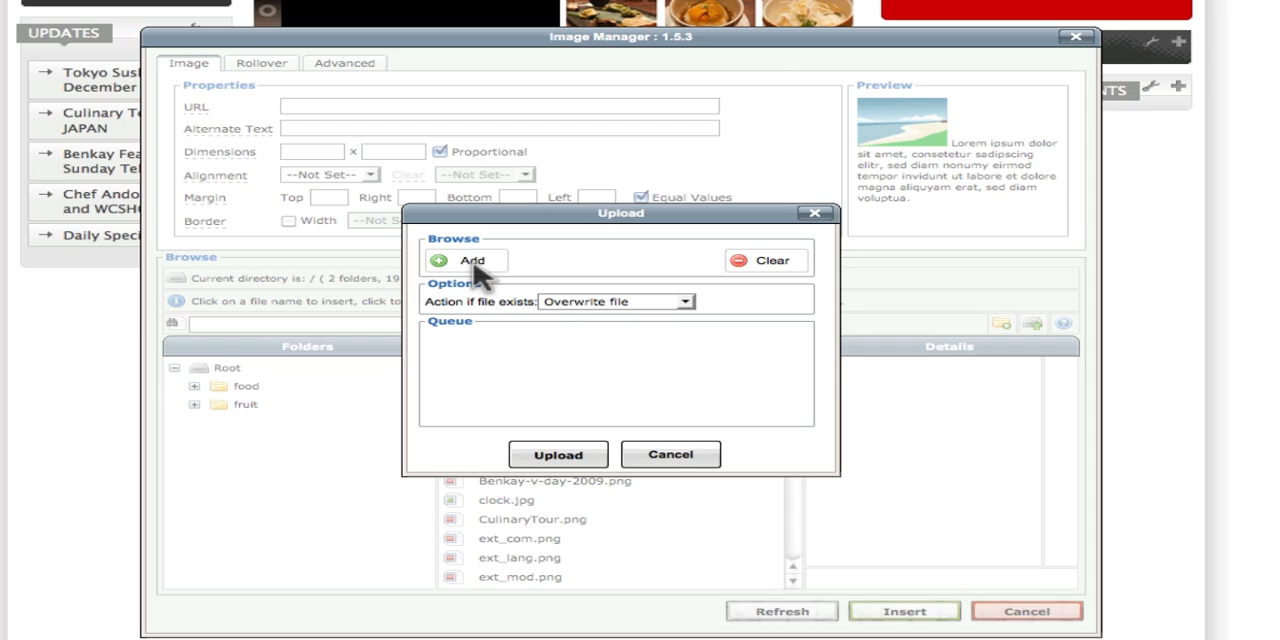 UPDATES
Tokyo Sus
December
Culinary T
JAPAN
Benkay Fea
Sunday Te
Chef Ando
and WCSH
Daily Speci
NTS
Image Manager : 1.5.3
Image Rollover Advanced
Properties
URL
Alternate Text
Dimensions x Proportional
Alignment --Not Set-- Clear --Not Set--
Margin Top Right Bottom Left Equal Values
Border Width --Not S
Preview
Lorem ipsum dolor
sit amet, consetetur sadipscing
elitr, sed diam nonumy eirmod
tempor invidunt ut labore et dolore
magna aliquyam erat, sed diam
voluptua.
Browse
Current directory is: / ( 2 folders, 19
Click on a file name to insert, click to
Folders
Details
Root
food
fruit
Upload
Browse
Add Clear
Option
Action if file exists: Overwrite file
Queue
Upload Cancel
Benkay-v-day-2009.png
clock.jpg
CulinaryTour.png
ext_com.png
ext_lang.png
ext_mod.png
Refresh Insert Cancel